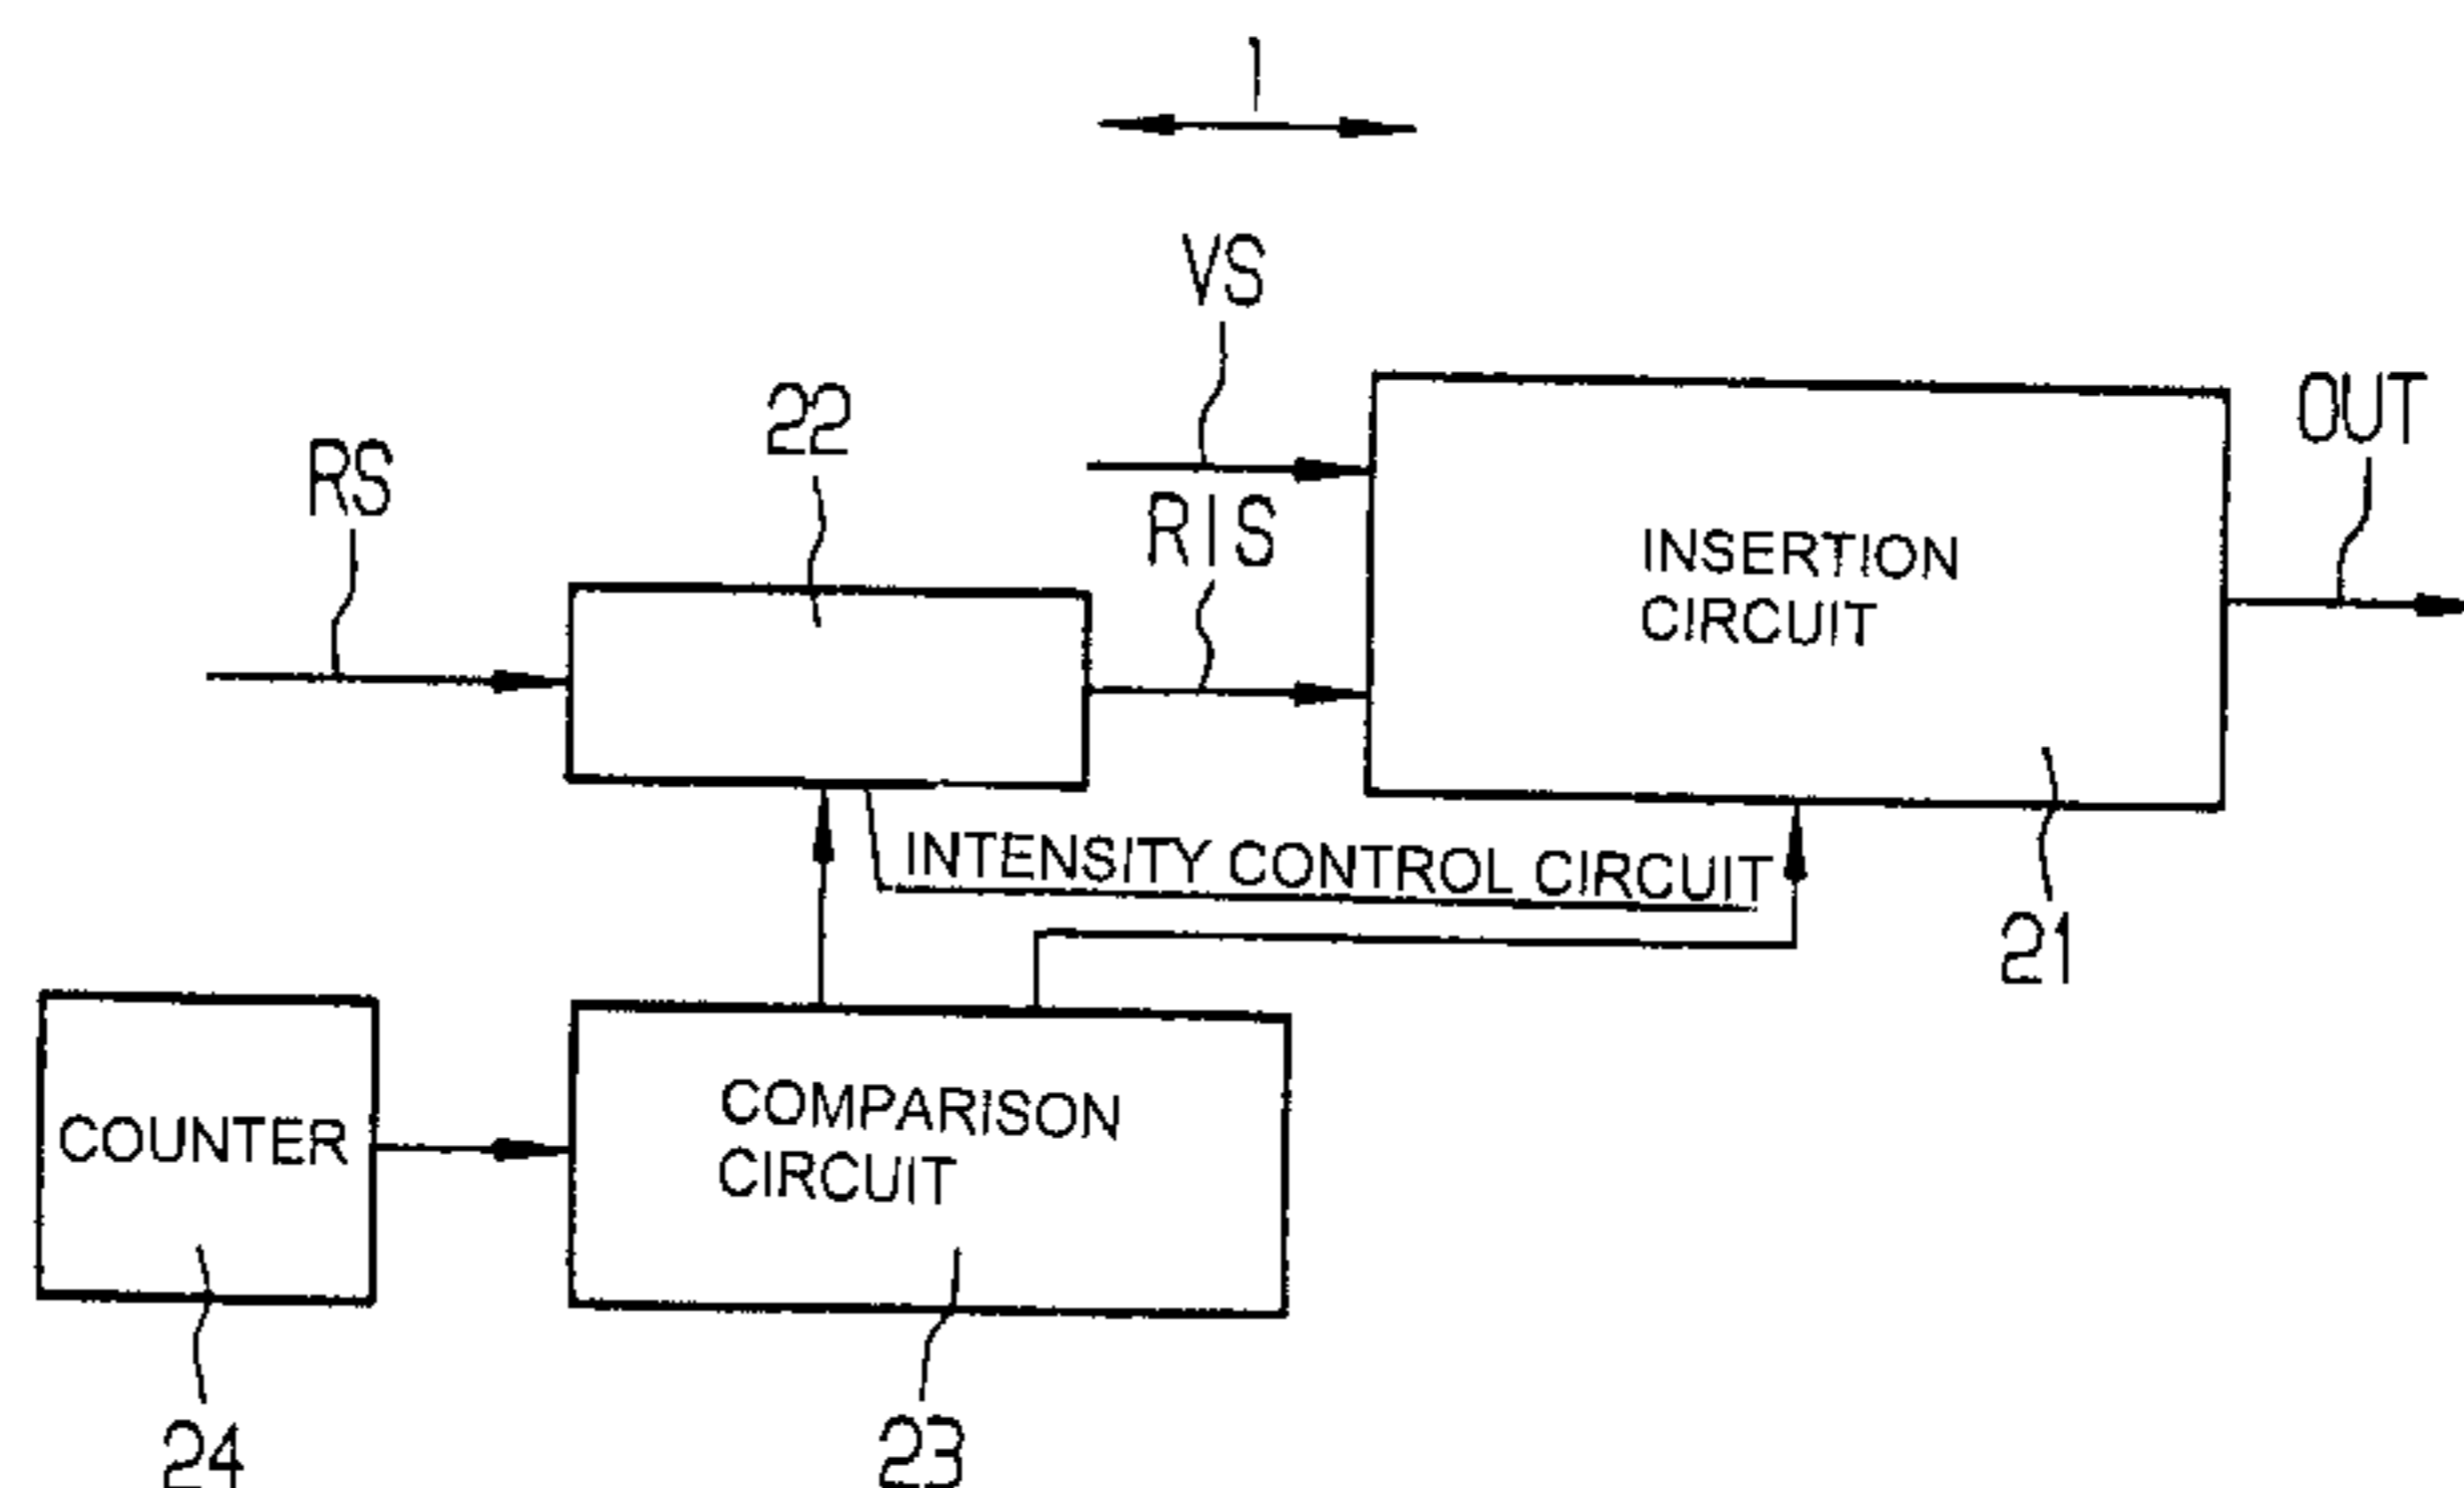 1
VS
22
OUT
RS
RIS
INSERTION
CIRCUIT
INTENSITY CONTROL CIRCUIT
21
COUNTER
COMPARISON
CIRCUIT
24
23